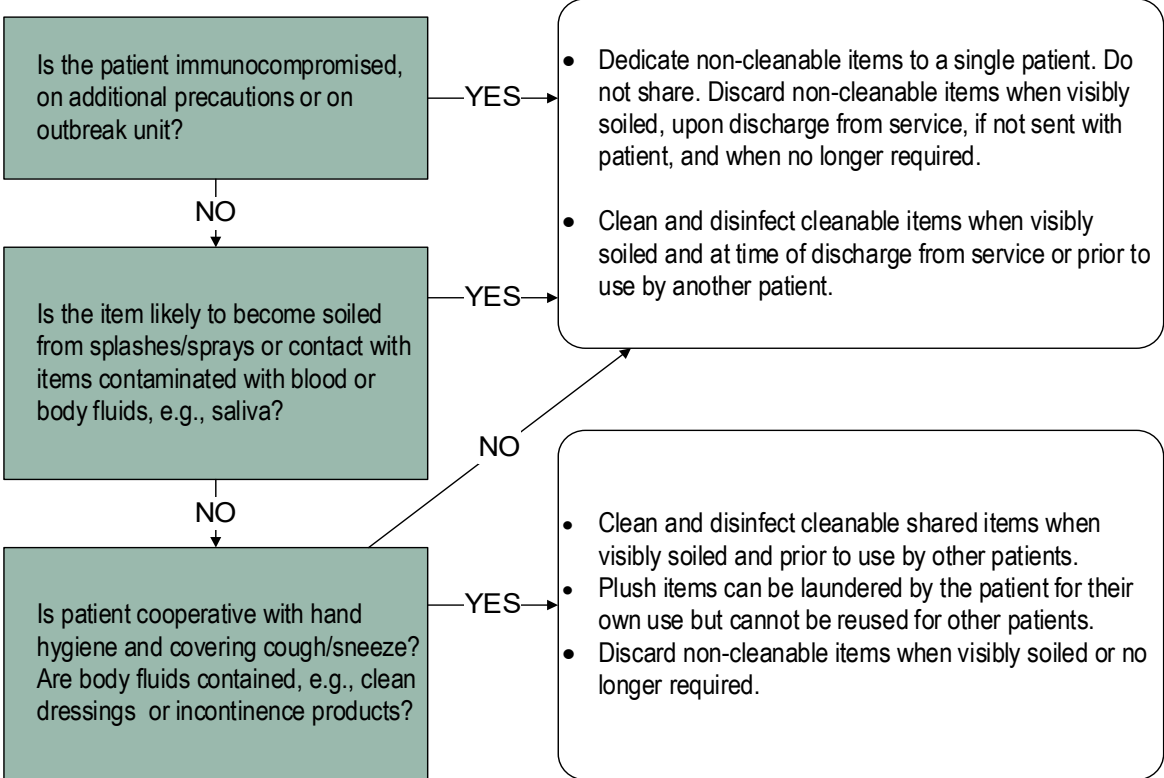 Is the patient immunocompromised,
on additional precautions or on
outbreak unit?
YES
• Dedicate non-cleanable items to a single patient. Do
not share. Discard non-cleanable items when visibly
soiled, upon discharge from service, if not sent with
patient, and when no longer required.
• Clean and disinfect cleanable items when visibly
soiled and at time of discharge from service or prior to
use by another patient.
NO
Is the item likely to become soiled
from splashes/sprays or contact with
items contaminated with blood or
body fluids, e.g., saliva?
YES
NO
NO
Is patient cooperative with hand
hygiene and covering cough/sneeze?
Are body fluids contained, e.g., clean
dressings or incontinence products?
YES
• Clean and disinfect cleanable shared items when
visibly soiled and prior to use by other patients.
• Plush items can be laundered by the patient for their
own use but cannot be reused for other patients.
• Discard non-cleanable items when visibly soiled or no
longer required.